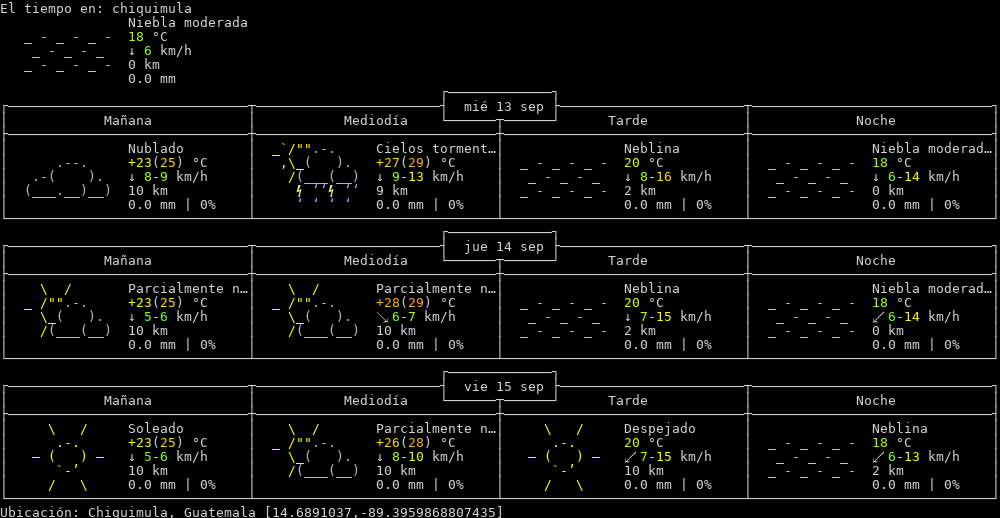 El tiempo en: chiquimula
Niebla moderada
18 °C
↓ 6 km/h
0 km
0.0 mm
mié 13 sep
Mañana Mediodía Tarde Noche
Nublado Cielos torment… Neblina Niebla moderad…
+23(25) °C +27(29) °C 20 °C 18 °C
↓ 8-9 km/h ↓ 9-13 km/h ↓ 8-16 km/h ↓ 6-14 km/h
10 km 9 km 2 km 0 km
0.0 mm | 0% 0.0 mm | 0% 0.0 mm | 0% 0.0 mm | 0%
jue 14 sep
Mañana Mediodía Tarde Noche
Parcialmente n… Parcialmente n… Neblina Niebla moderad…
+23(25) °C +28(29) °C 20 °C 18 °C
↓ 5-6 km/h ↘ 6-7 km/h ↓ 7-15 km/h ↙ 6-14 km/h
10 km 10 km 2 km 0 km
0.0 mm | 0% 0.0 mm | 0% 0.0 mm | 0% 0.0 mm | 0%
vie 15 sep
Mañana Mediodía Tarde Noche
Soleado Parcialmente n… Despejado Neblina
+23(25) °C +26(28) °C 20 °C 18 °C
↓ 5-6 km/h ↓ 8-10 km/h ↙ 7-15 km/h ↙ 6-13 km/h
10 km 10 km 10 km 2 km
0.0 mm | 0% 0.0 mm | 0% 0.0 mm | 0% 0.0 mm | 0%
Ubicación: Chiquimula, Guatemala [14.6891037,-89.3959868807435]